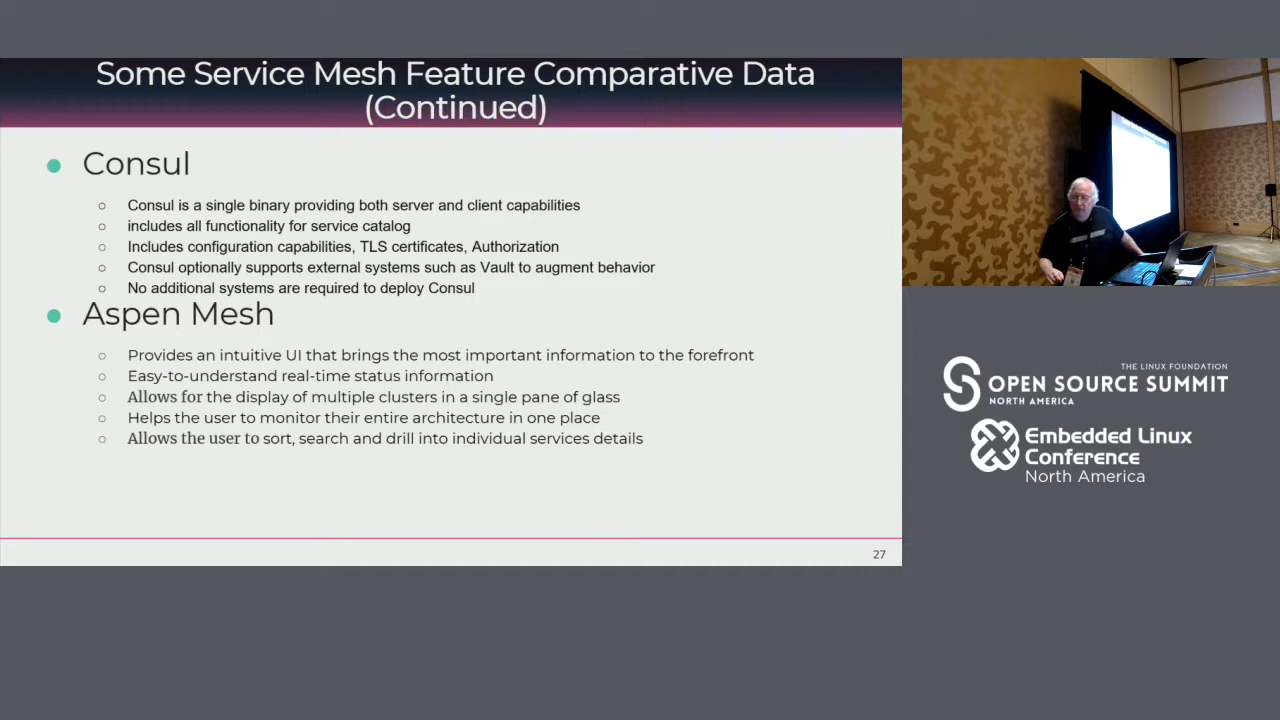 Some Service Mesh Feature Comparative Data
(Continued)
Consul
Consul is a single binary providing both server and client capabilities
includes all functionality for service catalog
Includes configuration capabilities, TLS certificates, Authorization
Consul optionally supports external systems such as Vault to augment behavior
No additional systems are required to deploy Consul
Aspen Mesh
Provides an intuitive UI that brings the most important information to the forefront
Easy-to-understand real-time status information
Allows for the display of multiple clusters in a single pane of glass
Helps the user to monitor their entire architecture in one place
Allows the user to sort, search and drill into individual services details
27
THE LINUX FOUNDATION
OPEN SOURCE SUMMIT
NORTH AMERICA
Embedded Linux
Conference
North America